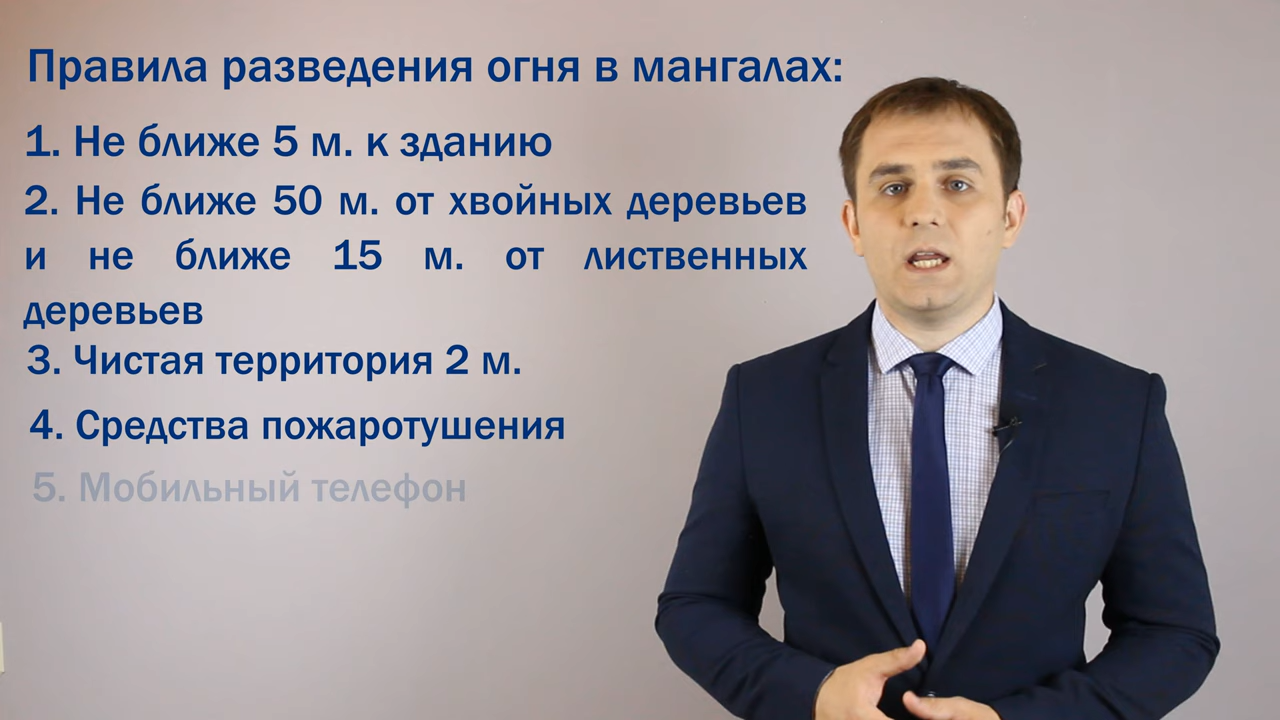 Правила разведения огня в мангалах:
1. Не ближе 5 м. к зданию
2. Не ближе 50 м. от хвойных деревьев
и не ближе 15 м. от лиственных
деревьев
3. Чистая территория 2 м.
4. Средства пожаротушения
5. Мобильный телефон